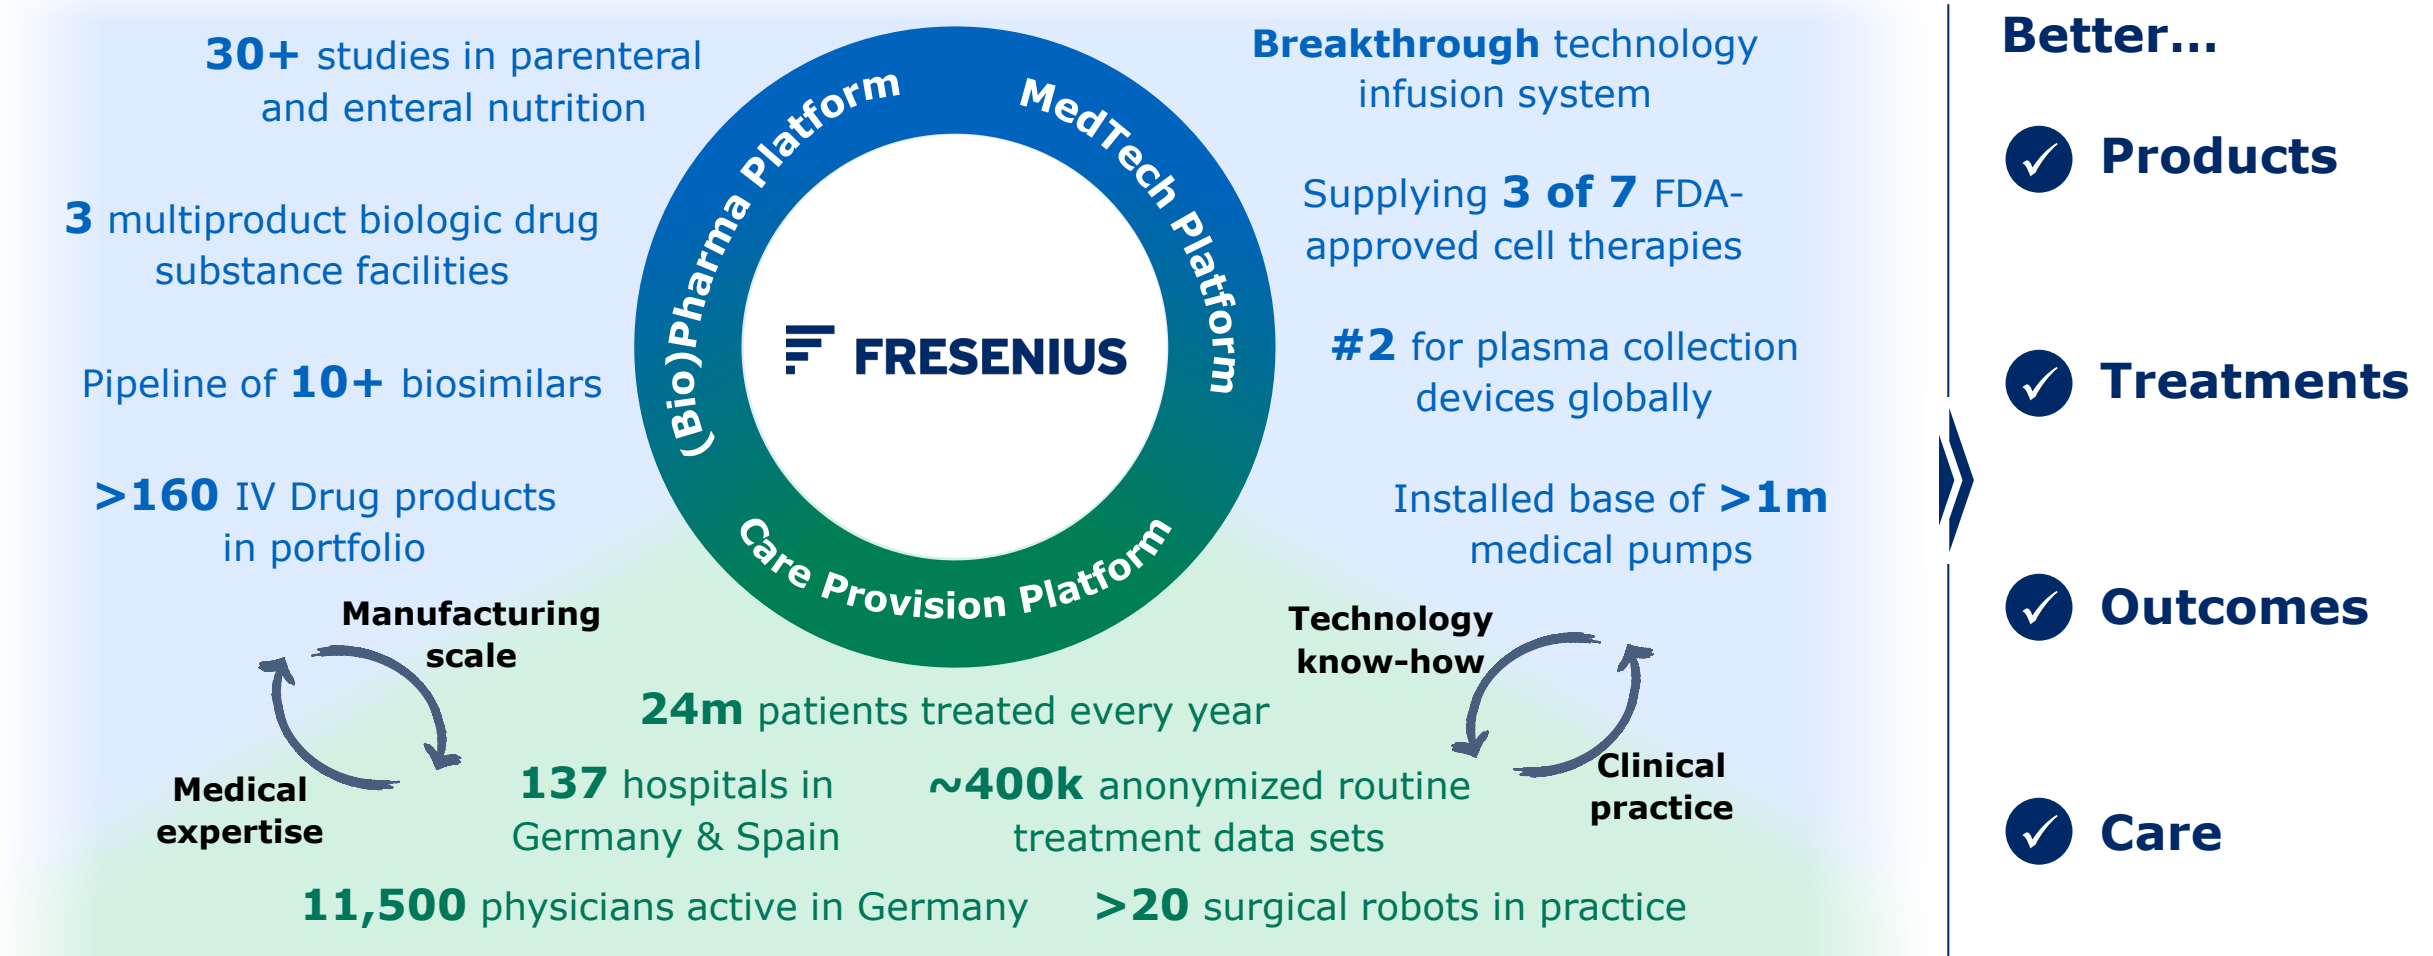 30+ studies in parenteral
and enteral nutrition
3 multiproduct biologic drug
substance facilities
Pipeline of 10+ biosimilars
>160 IV Drug products
in portfolio
(Bio)Pharma Platform
MedTech Platform
Care Provision Platform
FRESENIUS
Breakthrough technology
infusion system
Supplying 3 of 7 FDA-
approved cell therapies
#2 for plasma collection
devices globally
Installed base of >1m
medical pumps
Manufacturing
scale
Medical
expertise
Technology
know-how
Clinical
practice
24m patients treated every year
137 hospitals in
Germany & Spain
~400k anonymized routine
treatment data sets
11,500 physicians active in Germany
>20 surgical robots in practice
Better...
Products
Treatments
Outcomes
Care